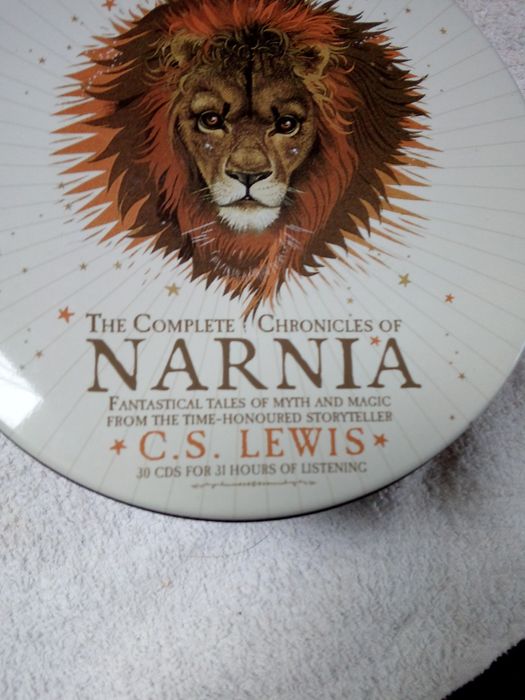 THE COMPLETE CHRONICLES OF
NARNIA
FANTASTICAL TALES OF MYTH AND MAGIC
FROM THE TIME-HONOURED STORYTELLER
C.S. LEWIS
30 CDS FOR 31 HOURS OF LISTENING